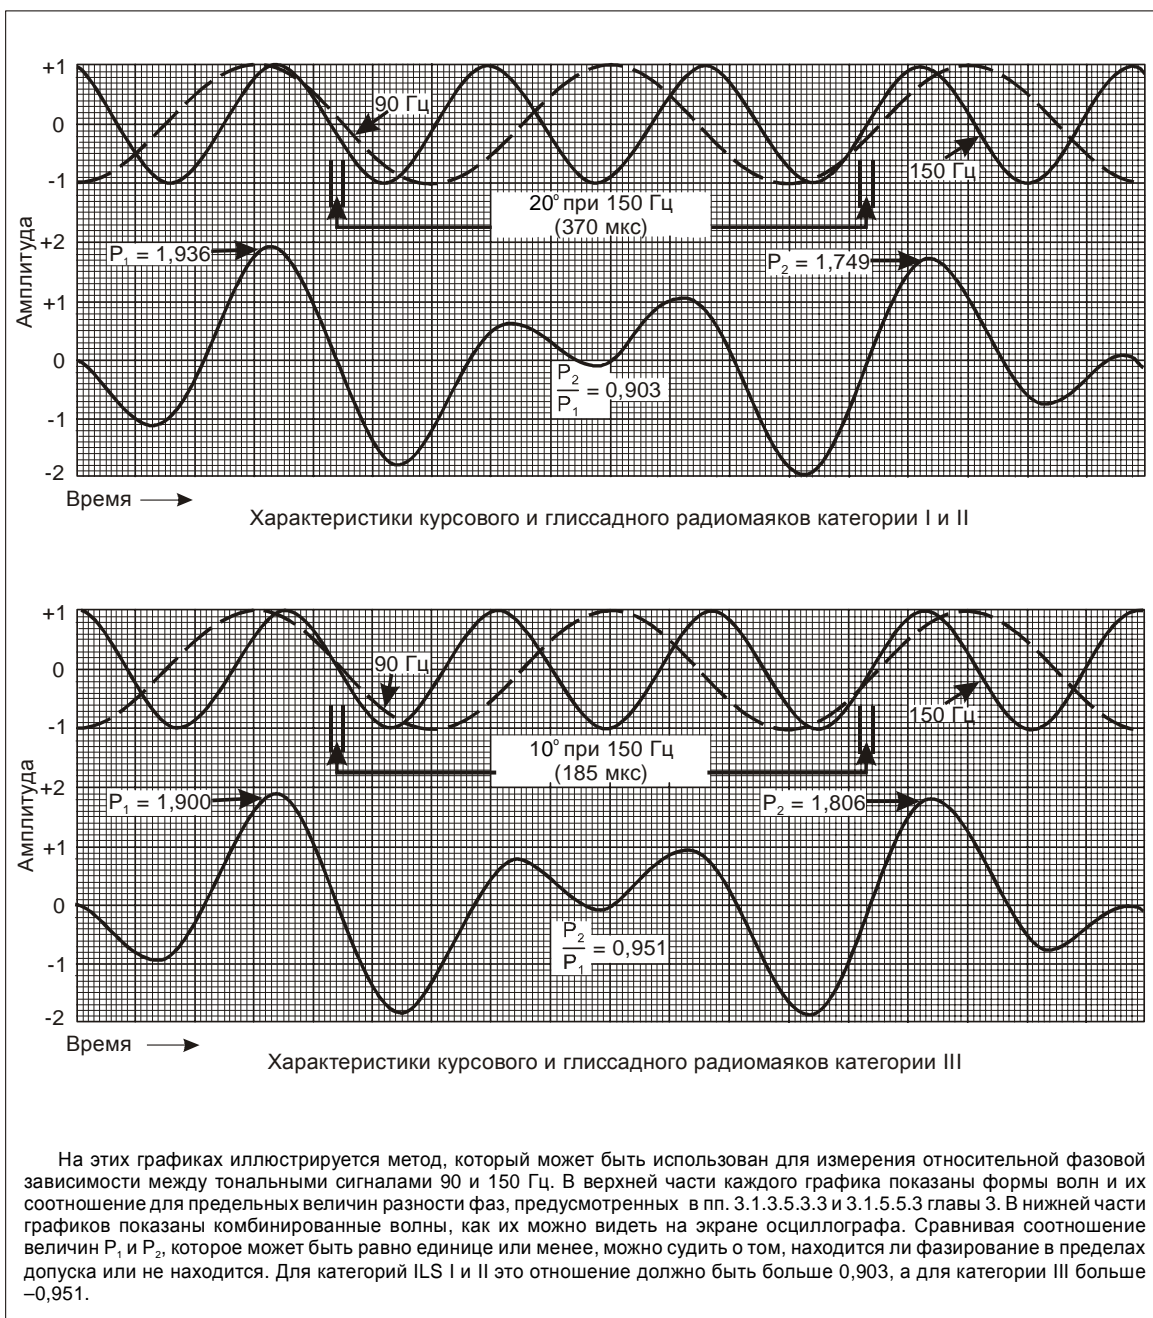 +1
0
-1
90 Гц
150 Гц
20° при 150 Гц
(370 мкс)
Амплитуда
+2
+1
0
-1
-2
P₁ = 1,936
P₂ = 1,749
P₂
P₁
= 0,903
Время
Характеристики курсового и глиссадного радиомаяков категории I и II
+1
0
-1
90 Гц
150 Гц
10° при 150 Гц
(185 мкс)
Амплитуда
+2
+1
0
-1
-2
P₁ = 1,900
P₂ = 1,806
P₂
P₁
= 0,951
Время
Характеристики курсового и глиссадного радиомаяков категории III
На этих графиках иллюстрируется метод, который может быть использован для измерения относительной фазовой
зависимости между тональными сигналами 90 и 150 Гц. В верхней части каждого графика показаны формы волн и их
соотношение для предельных величин разности фаз, предусмотренных в пп. 3.1.3.5.3.3 и 3.1.5.5.3 главы 3. В нижней части
графиков показаны комбинированные волны, как их можно видеть на экране осциллографа. Сравнивая соотношение
величин P₁ и P₂, которое может быть равно единице или менее, можно судить о том, находится ли фазирование в пределах
допуска или не находится. Для категорий ILS I и II это отношение должно быть больше 0,903, а для категории III больше
–0,951.